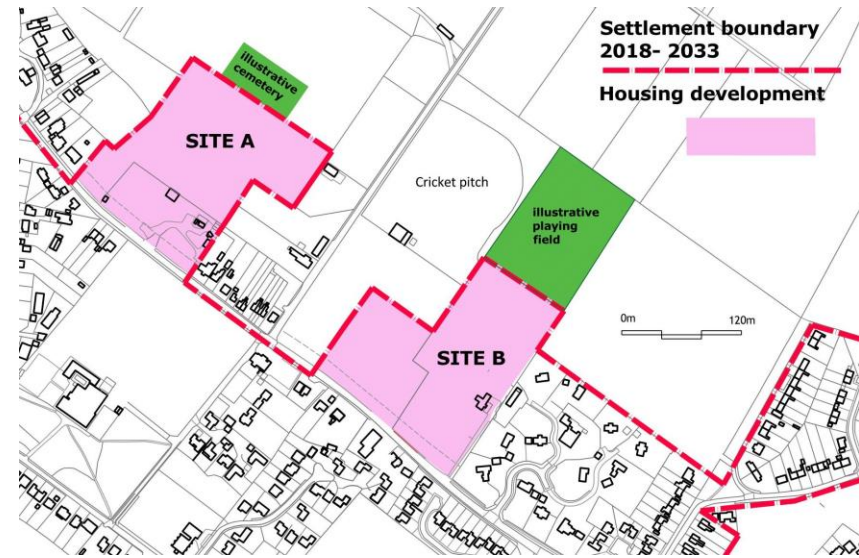 Settlement boundary
2018- 2033
Housing development
illustrative
cemetery
SITE A
Cricket pitch
illustrative
playing
field
0m
120m
SITE B